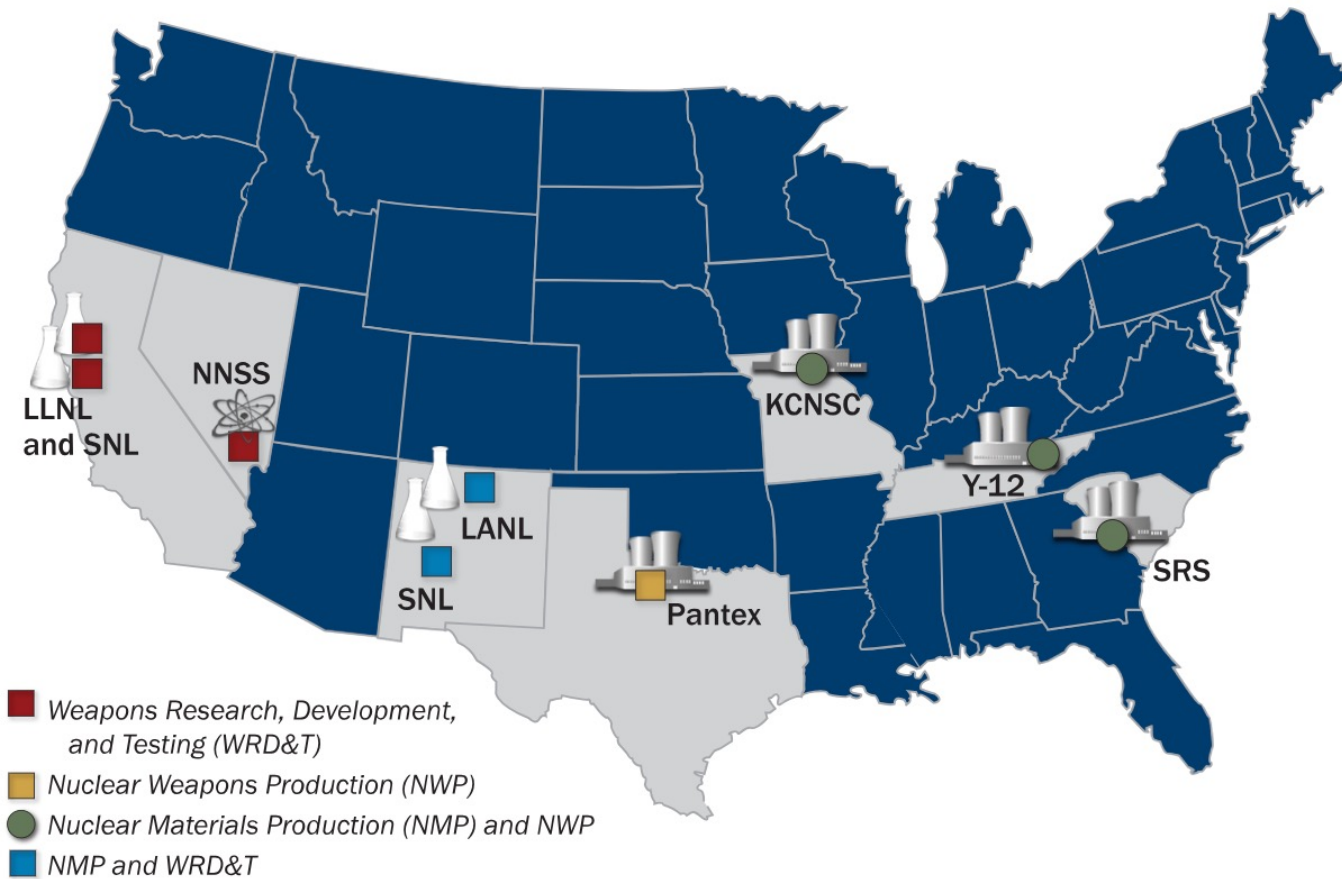 NNSS
LLNL
and SNL
KCNSC
Y-12
LANL
SNL
SRS
Pantex
Weapons Research, Development,
and Testing (WRD&T)
Nuclear Weapons Production (NWP)
Nuclear Materials Production (NMP) and NWP
NMP and WRD&T